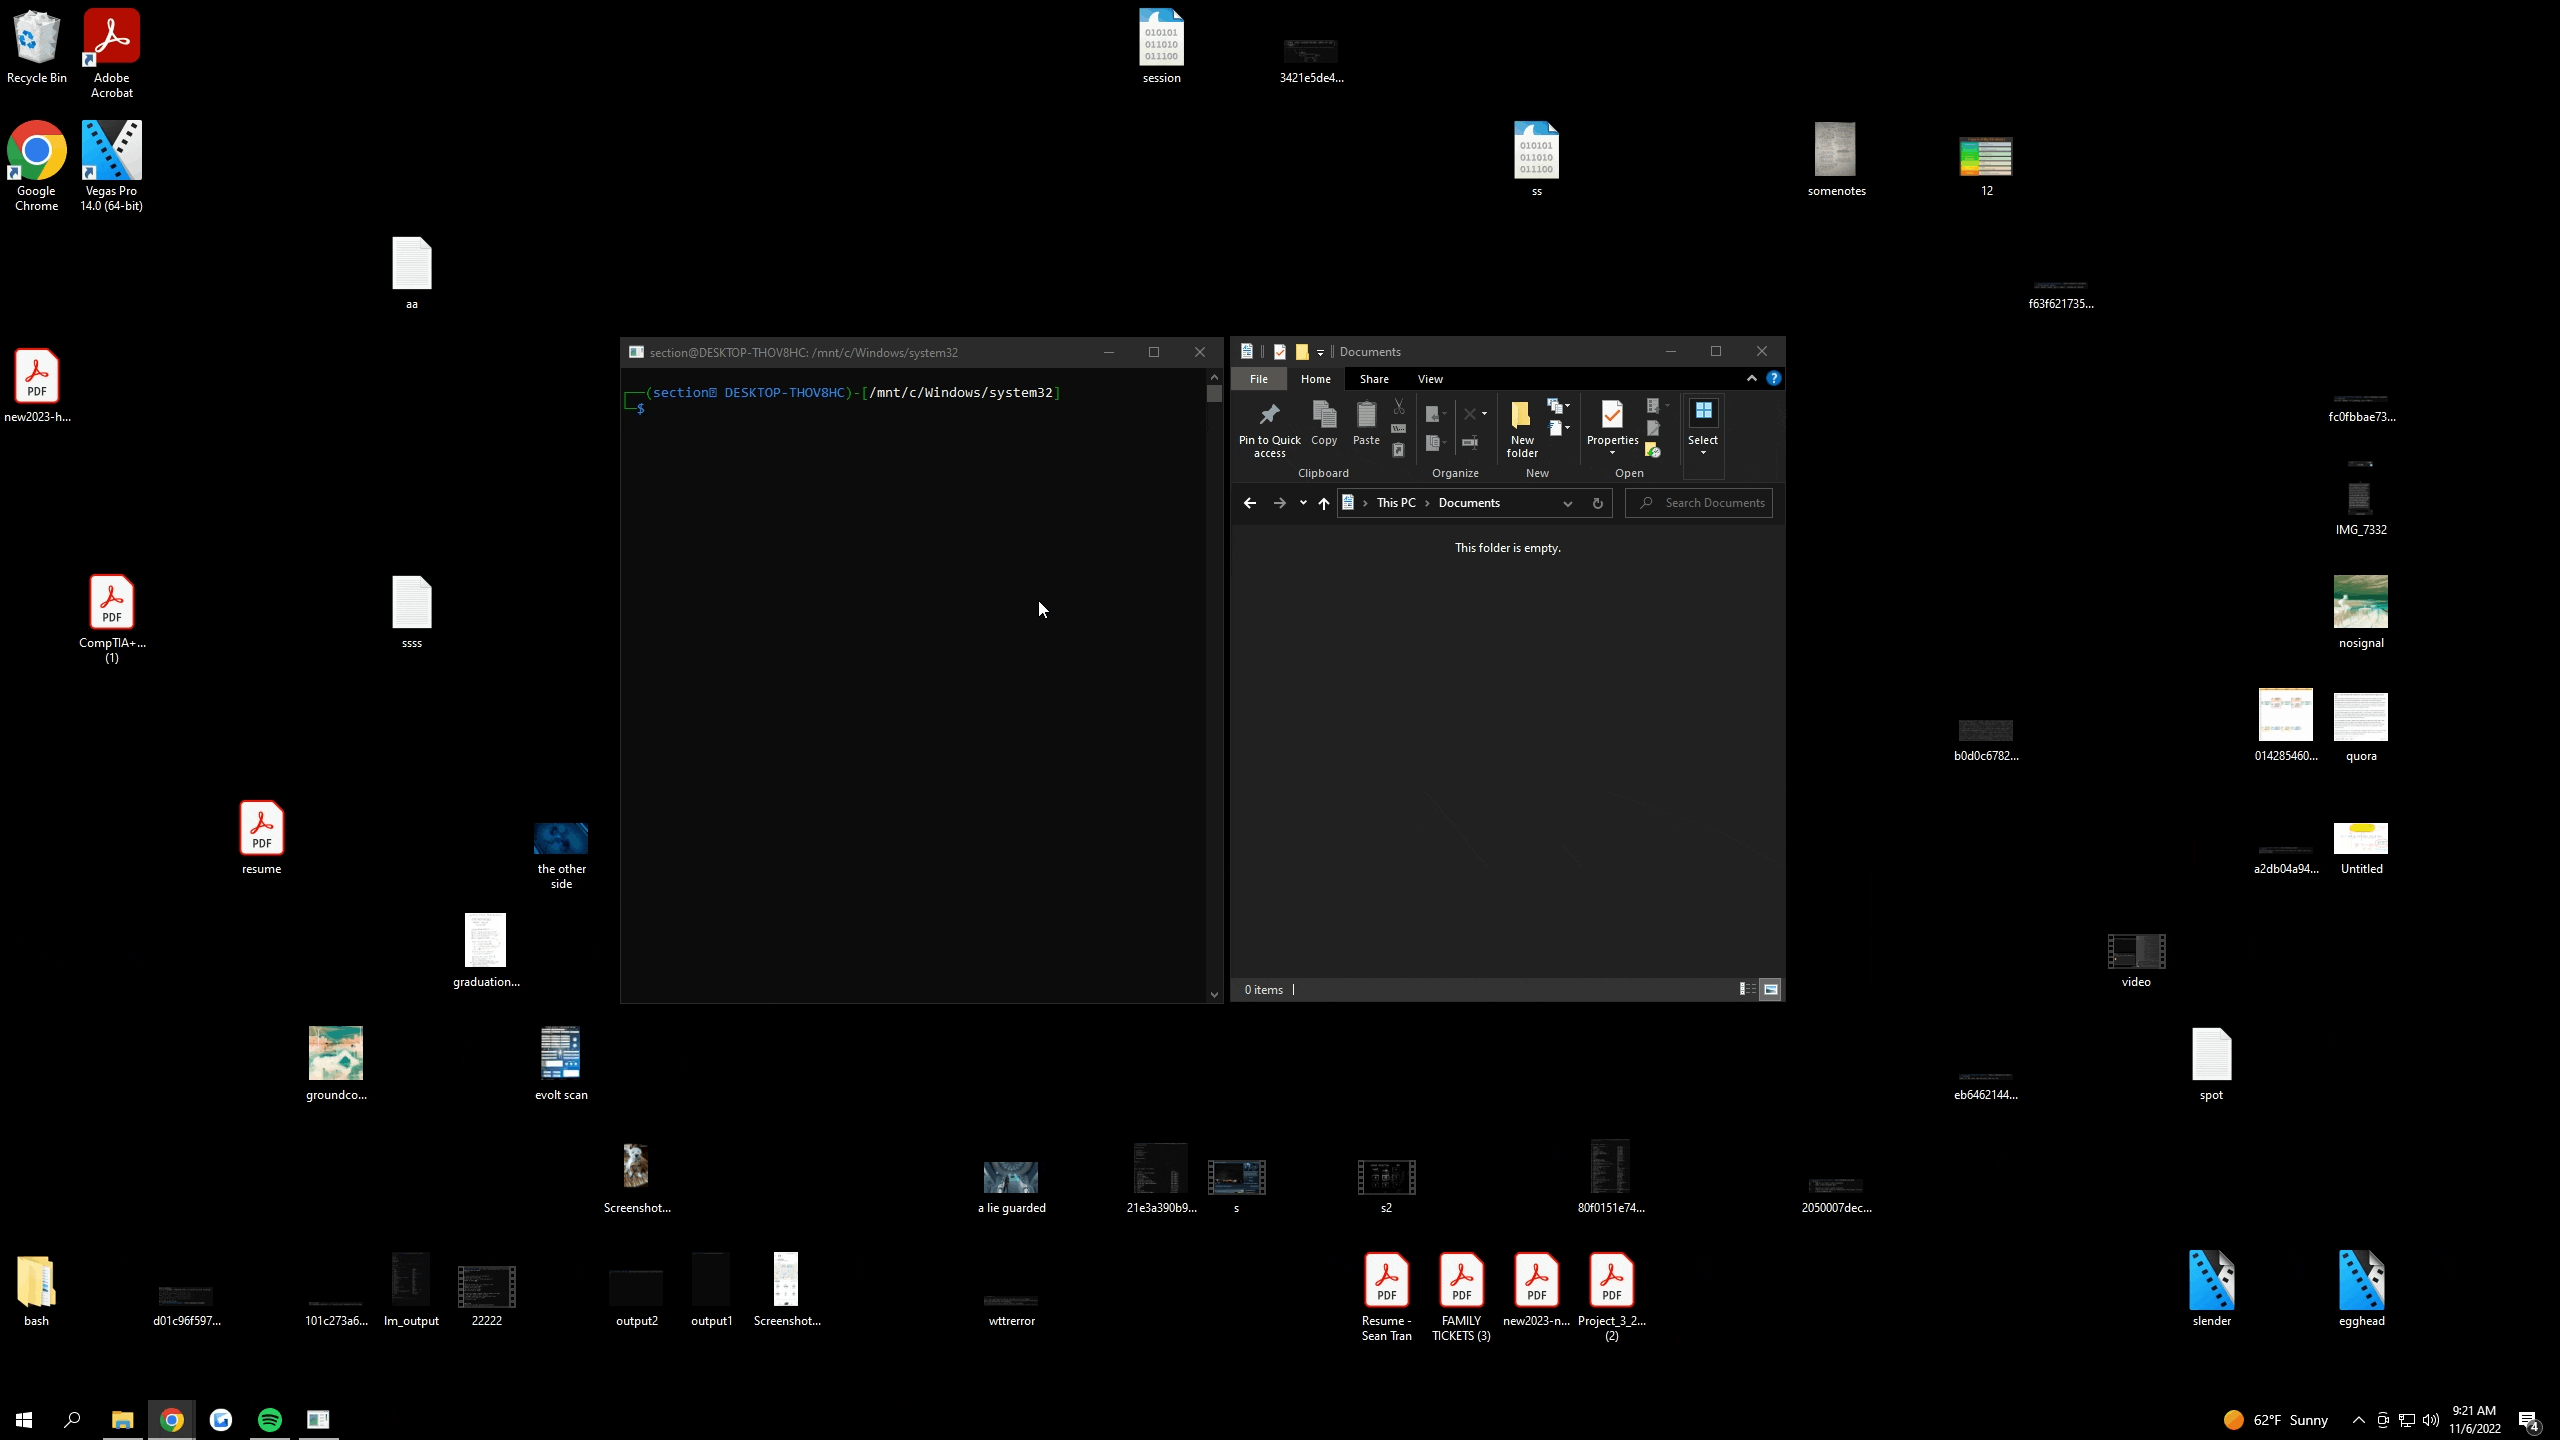 Recycle Bin
Adobe
Acrobat
session
3421e5de4...
Google
Chrome
Vegas Pro
14.0 (64-bit)
ss
somenotes
12
aa
f63f621735...
new2023-h...
fc0fbbae73...
section@DESKTOP-THOV8HC: /mnt/c/Windows/system32
(section DESKTOP-THOV8HC)-[/mnt/c/Windows/system32]
$
Documents
File Home Share View
Pin to Quick
access
Copy
Paste
New
folder
Properties
Select
Clipboard Organize New Open
This PC › Documents
Search Documents
This folder is empty.
0 items
IMG_7332
CompTIA+...
(1)
ssss
nosignal
b0d0c6782...
014285460...
quora
resume
the other
side
a2db04a94...
Untitled
graduation...
video
groundco...
evolt scan
eb6462144...
spot
Screenshot...
a lie guarded
21e3a390b9...
s
s2
80f0151e74...
2050007dec...
bash
d01c96f597...
101c273a6...
lm_output
22222
output2
output1
Screenshot...
wttrerror
Resume -
Sean Tran
FAMILY
TICKETS (3)
new2023-n...
Project_3_2...
(2)
slender
egghead
62°F Sunny
9:21 AM
11/6/2022
4